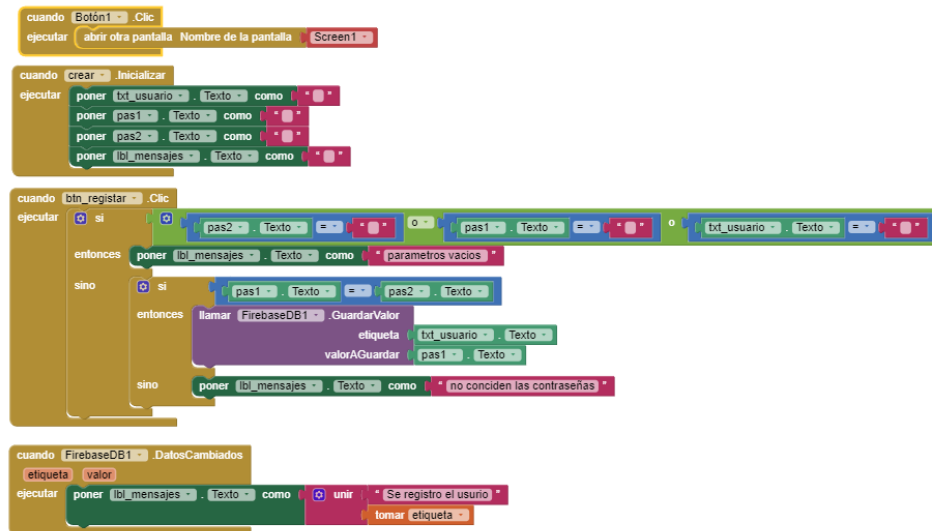 cuando Botón1 .Clic
ejecutar abrir otra pantalla Nombre de la pantalla Screen1
cuando crear .Inicializar
ejecutar poner txt_usuario . Texto como " "
poner pas1 . Texto como " "
poner pas2 . Texto como " "
poner lbl_mensajes . Texto como " "
cuando btn_registar .Clic
ejecutar si pas2 . Texto = " " o pas1 . Texto = " " o txt_usuario . Texto = " "
entonces poner lbl_mensajes . Texto como " parametros vacios "
sino si pas1 . Texto = pas2 . Texto
entonces llamar FirebaseDB1 .GuardarValor
etiqueta txt_usuario . Texto
valorAGuardar pas1 . Texto
sino poner lbl_mensajes . Texto como " no conciden las contraseñas "
cuando FirebaseDB1 .DatosCambiados
etiqueta valor
ejecutar poner lbl_mensajes . Texto como unir " Se registro el usurio "
tomar etiqueta